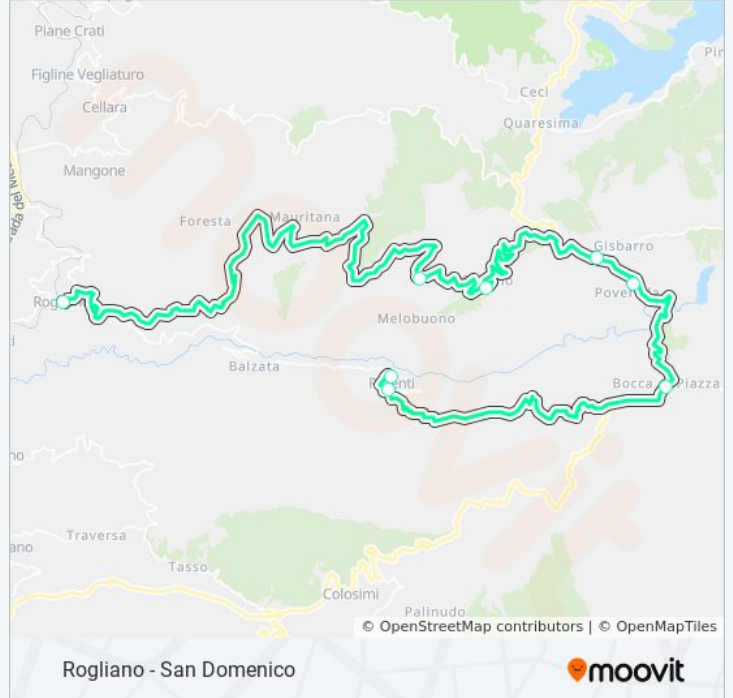 Piane Crati
Figline Vegliaturo
Cellara
Pin
Ceci
Quaresima
Mangone
Foresta
Mauritana
Gisbarro
Melobuono
Balzata
Bocca
Piazza
Traversa
Tasso
Colosimi
Palinudo
© OpenStreetMap contributors | © OpenMapTiles
Rogliano - San Domenico
moovit